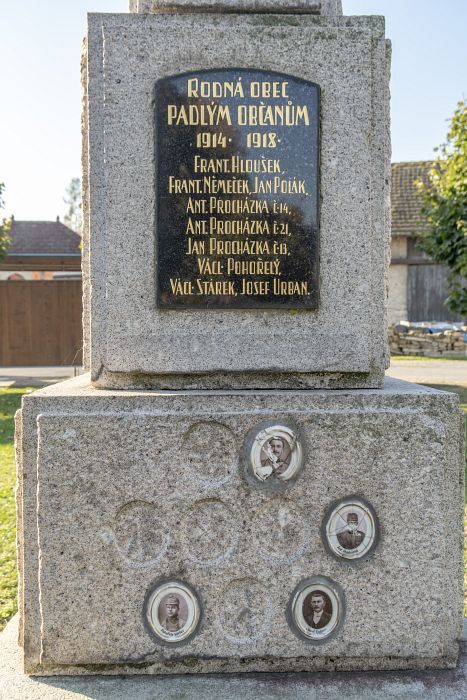 RODNÁ OBEC
PADLÝM OBČANŮM
1914 · 1918 ·
FRANT. HLOUŠEK,
FRANT. NĚMEČEK, JAN POLÁK,
ANT. PROCHÁZKA č. 14,
ANT. PROCHÁZKA č. 21,
JAN PROCHÁZKA č. 13,
VÁCL. POHOŘELÝ,
VÁCL. STÁREK, JOSEF URBAN.